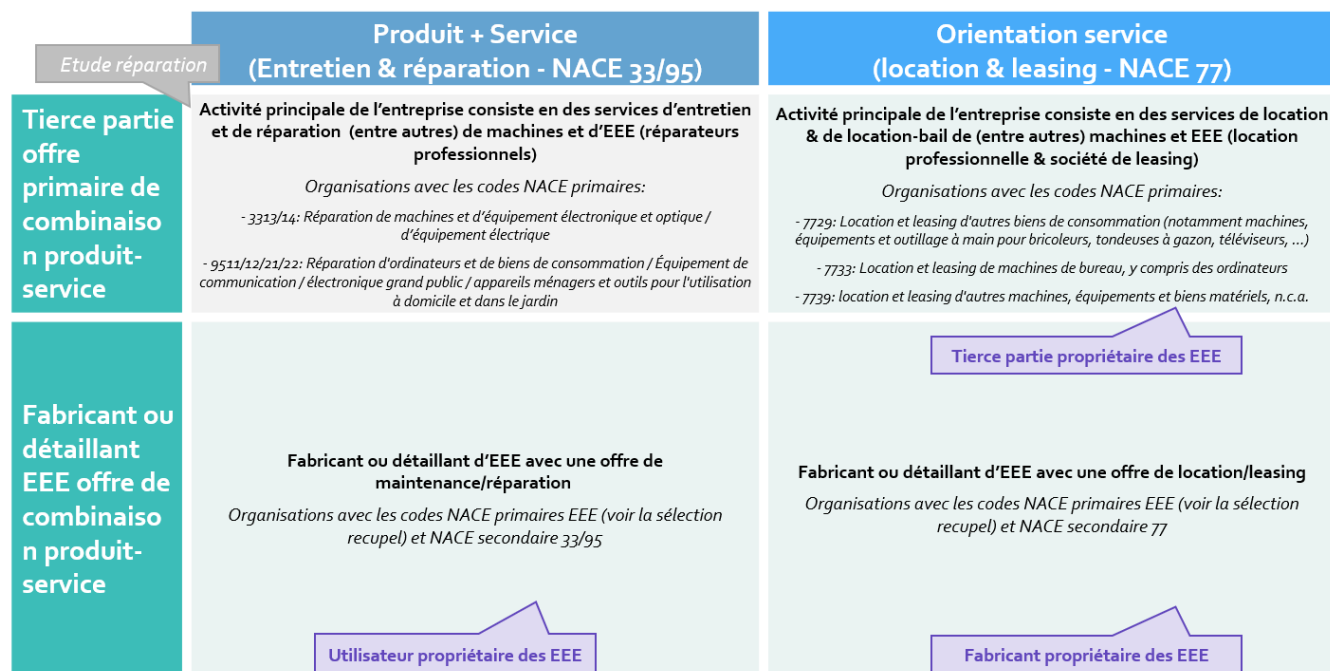 Produit + Service
(Entretien & réparation - NACE 33/95)
Orientation service
(location & leasing - NACE 77)
Etude réparation
Tierce partie
offre
primaire de
combinaiso
n produit-
service
Activité principale de l'entreprise consiste en des services d'entretien
et de réparation (entre autres) de machines et d'EEE (réparateurs
professionnels)
Organisations avec les codes NACE primaires:
- 3313/14: Réparation de machines et d'équipement électronique et optique /
d'équipement électrique
- 9511/12/21/22: Réparation d'ordinateurs et de biens de consommation / Équipement de
communication / électronique grand public / appareils ménagers et outils pour l'utilisation
à domicile et dans le jardin
Activité principale de l'entreprise consiste en des services de location
& de location-bail de (entre autres) machines et EEE (location
professionnelle & société de leasing)
Organisations avec les codes NACE primaires:
- 7729: Location et leasing d'autres biens de consommation (notamment machines,
équipements et outillage à main pour bricoleurs, tondeuses à gazon, téléviseurs, ...)
- 7733: Location et leasing de machines de bureau, y compris des ordinateurs
- 7739: location et leasing d'autres machines, équipements et biens matériels, n.c.a.
Tierce partie propriétaire des EEE
Fabricant ou
détaillant
EEE offre de
combinaiso
n produit-
service
Fabricant ou détaillant d'EEE avec une offre de
maintenance/réparation
Organisations avec les codes NACE primaires EEE (voir la sélection
recupel) et NACE secondaire 33/95
Utilisateur propriétaire des EEE
Fabricant ou détaillant d'EEE avec une offre de location/leasing
Organisations avec les codes NACE primaires EEE (voir la sélection
recupel) et NACE secondaire 77
Fabricant propriétaire des EEE